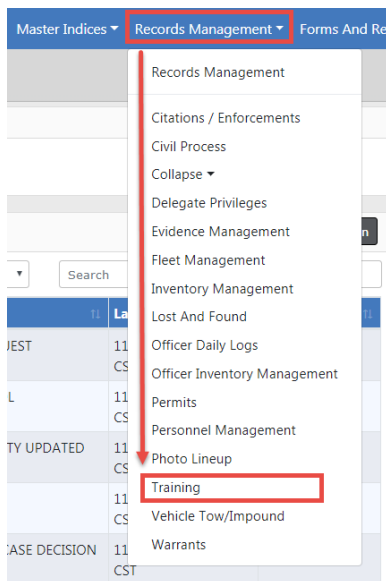 Master Indices
Records Management
Forms And Re
Records Management
Citations / Enforcements
Civil Process
Collapse
Delegate Privileges
Evidence Management
n
Fleet Management
Search
Inventory Management
La
Lost And Found
UEST
11
CS
Officer Daily Logs
Officer Inventory Management
L
11
CS
Permits
Personnel Management
TY UPDATED
11
CS
Photo Lineup
Training
11
CS
Vehicle Tow/Impound
Warrants
CASE DECISION
11
CST